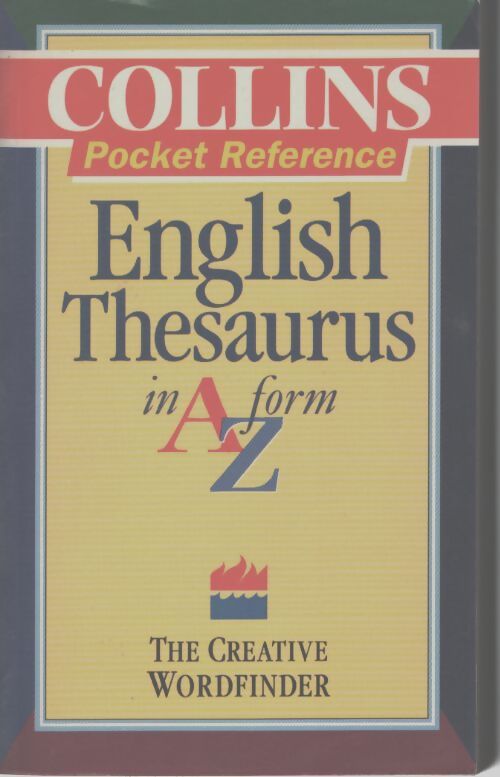 COLLINS
Pocket Reference
English
Thesaurus
in A form
Z
THE CREATIVE
WORDFINDER